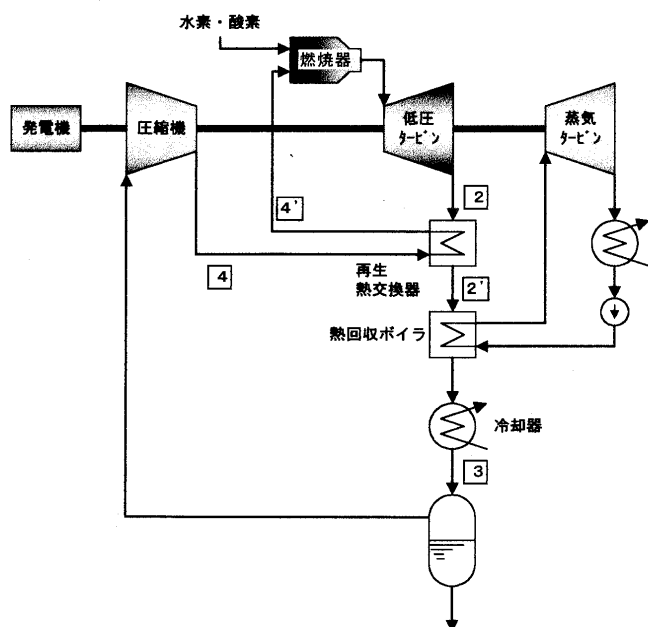 水素・酸素
燃焼器
発電機
圧縮機
低圧
タービン
蒸気
タービン
2
4'
4
再生
熱交換器
2'
熱回収ボイラ
冷却器
3